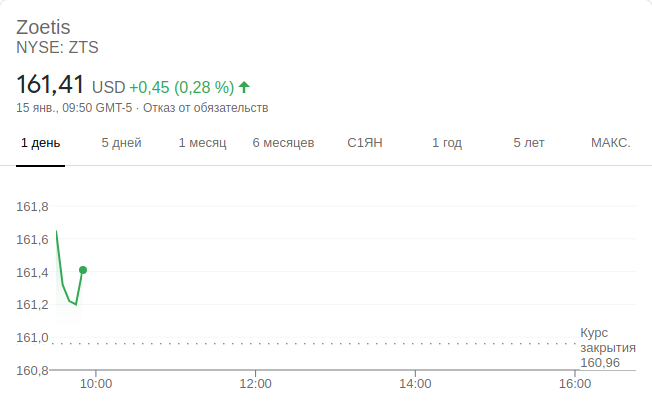 Zoetis
NYSE: ZTS
161,41 USD +0,45 (0,28 %)
15 янв., 09:50 GMT-5 · Отказ от обязательств
1 день 5 дней 1 месяц 6 месяцев С1ЯН 1 год 5 лет МАКС.
161,8
161,6
161,4
161,2
161,0
160,8
Курс
закрытия
160,96
10:00 12:00 14:00 16:00